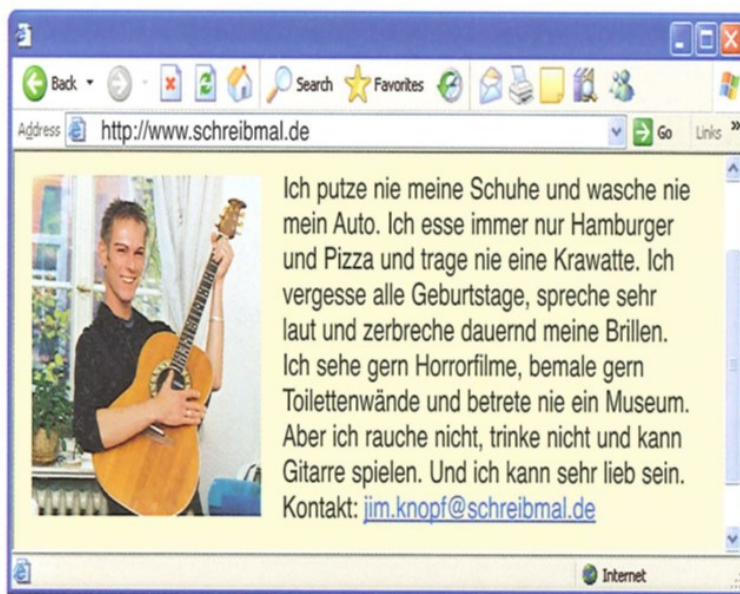 Back
Search
Favorites
Address
http://www.schreibmal.de
Go
Links
»
Ich putze nie meine Schuhe und wasche nie
mein Auto. Ich esse immer nur Hamburger
und Pizza und trage nie eine Krawatte. Ich
vergesse alle Geburtstage, spreche sehr
laut und zerbreche dauernd meine Brillen.
Ich sehe gern Horrorfilme, bemale gern
Toilettenwände und betrete nie ein Museum.
Aber ich rauche nicht, trinke nicht und kann
Gitarre spielen. Und ich kann sehr lieb sein.
Kontakt: jim.knopf@schreibmal.de
Internet